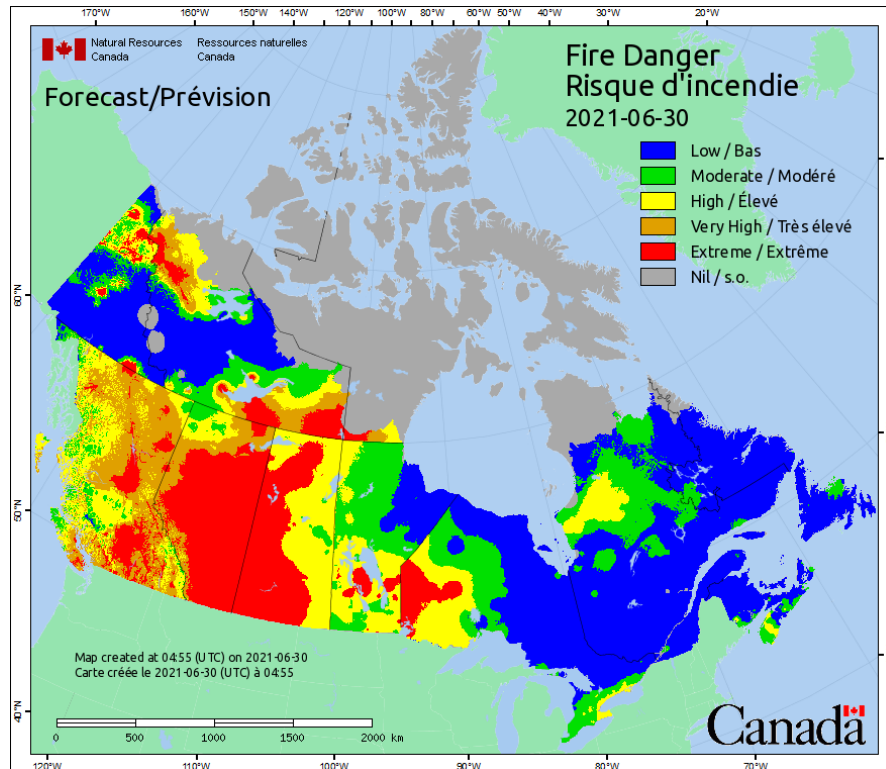 170°W 160°W 150°W 140°W 130°W 120°W 110°W 100°W 90°W 80°W 70°W 60°W 50°W 40°W 30°W 20°W
Natural Resources Ressources naturelles
Canada Canada
Forecast/Prévision
Fire Danger
Risque d'incendie
2021-06-30
Low / Bas
Moderate / Modéré
High / Élevé
Very High / Très élevé
Extreme / Extrême
Nil / s.o.
60°N
50°N
40°N
Map created at 04:55 (UTC) on 2021-06-30
Carte créée le 2021-06-30 (UTC) à 04:55
0 500 1000 1500 2000 km
Canada
120°W 110°W 100°W 90°W 80°W 70°W